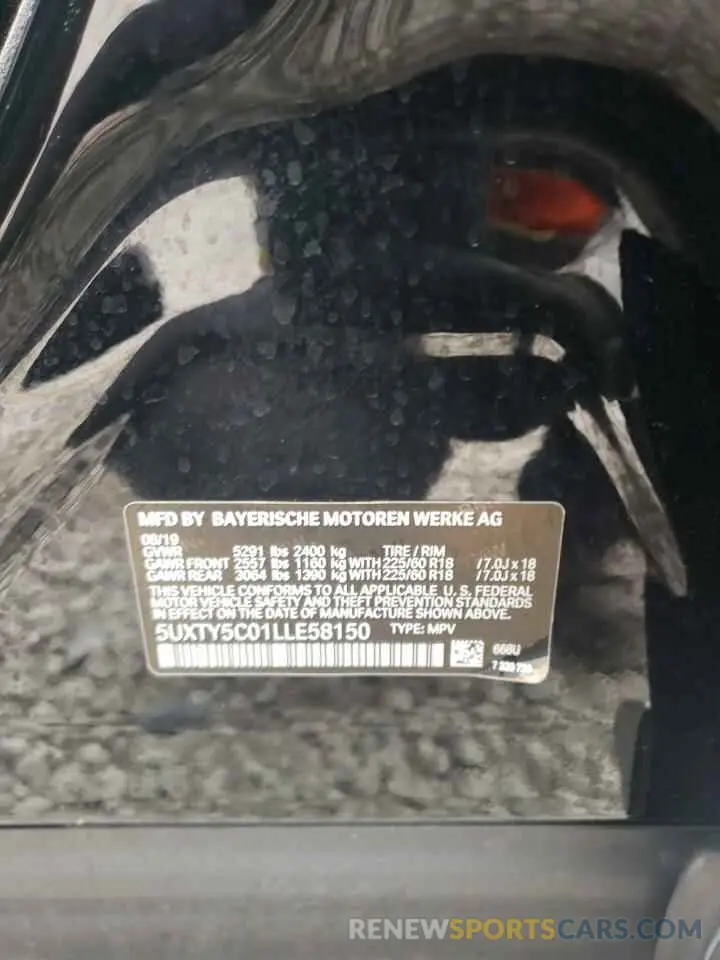 MFD BY BAYERISCHE MOTOREN WERKE AG
08/19
GVWR 5291 lbs 2400 kg TIRE / RIM
GAWR FRONT 2557 lbs 1160 kg WITH 225/60 R18 / 7.0J x 18
GAWR REAR 3064 lbs 1390 kg WITH 225/60 R18 / 7.0J x 18
THIS VEHICLE CONFORMS TO ALL APPLICABLE U. S. FEDERAL
MOTOR VEHICLE SAFETY AND THEFT PREVENTION STANDARDS
IN EFFECT ON THE DATE OF MANUFACTURE SHOWN ABOVE.
5UXTY5C01LLE58150 TYPE: MPV
668U
RENEWSPORTSCARS.COM